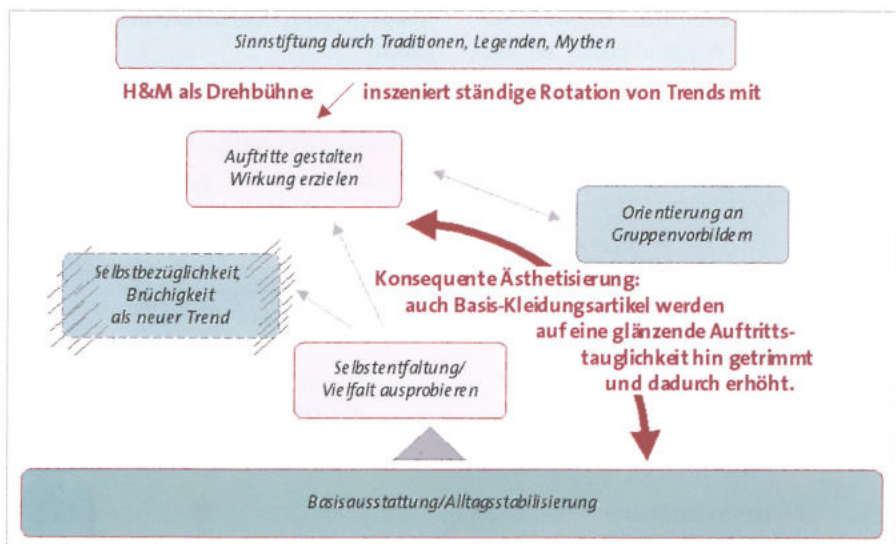 Sinnstiftung durch Traditionen, Legenden, Mythen
H&M als Drehbühne: inszeniert ständige Rotation von Trends mit
Auftritte gestalten
Wirkung erzielen
Orientierung an
Gruppenvorbildern
Selbstbezüglichkeit,
Brüchigkeit
als neuer Trend
Konsequente Ästhetisierung:
auch Basis-Kleidungsartikel werden
auf eine glänzende Auftritts-
tauglichkeit hin getrimmt
und dadurch erhöht.
Selbstentfaltung/
Vielfalt ausprobieren
Basisausstattung/Alltagsstabilisierung